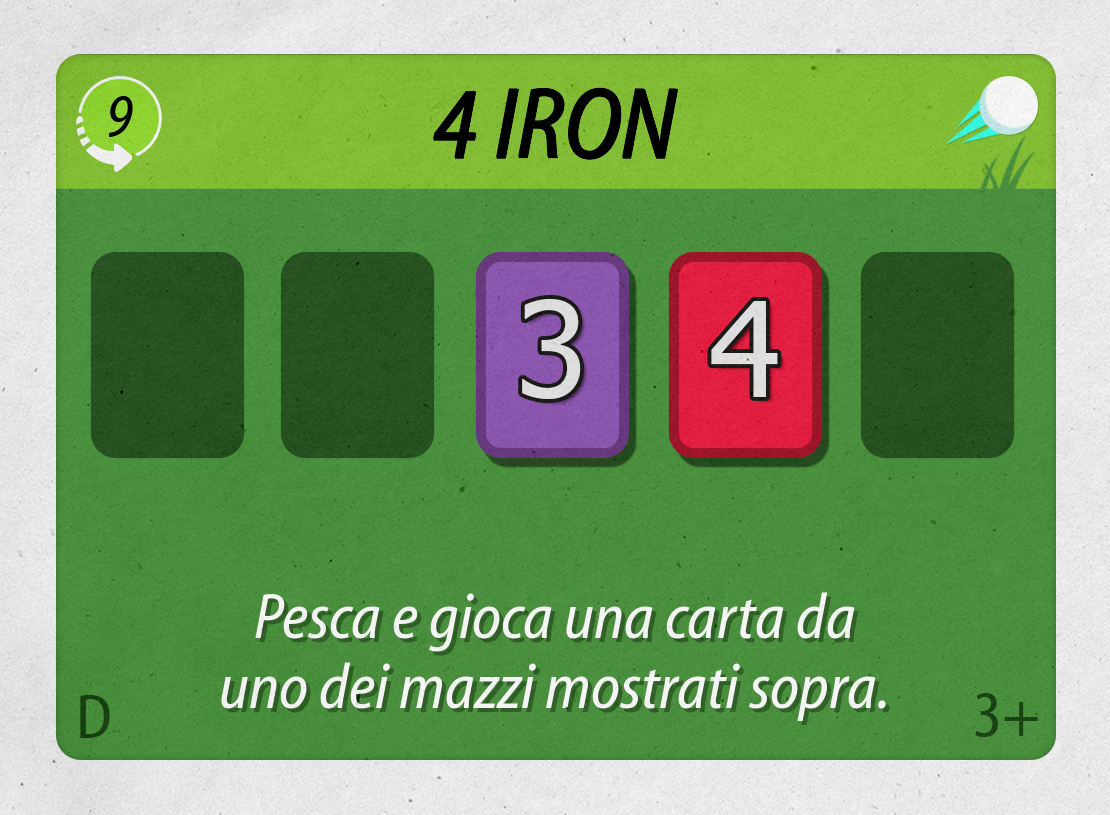 9
4 IRON
3 4
Pesca e gioca una carta da
uno dei mazzi mostrati sopra.
D 3+